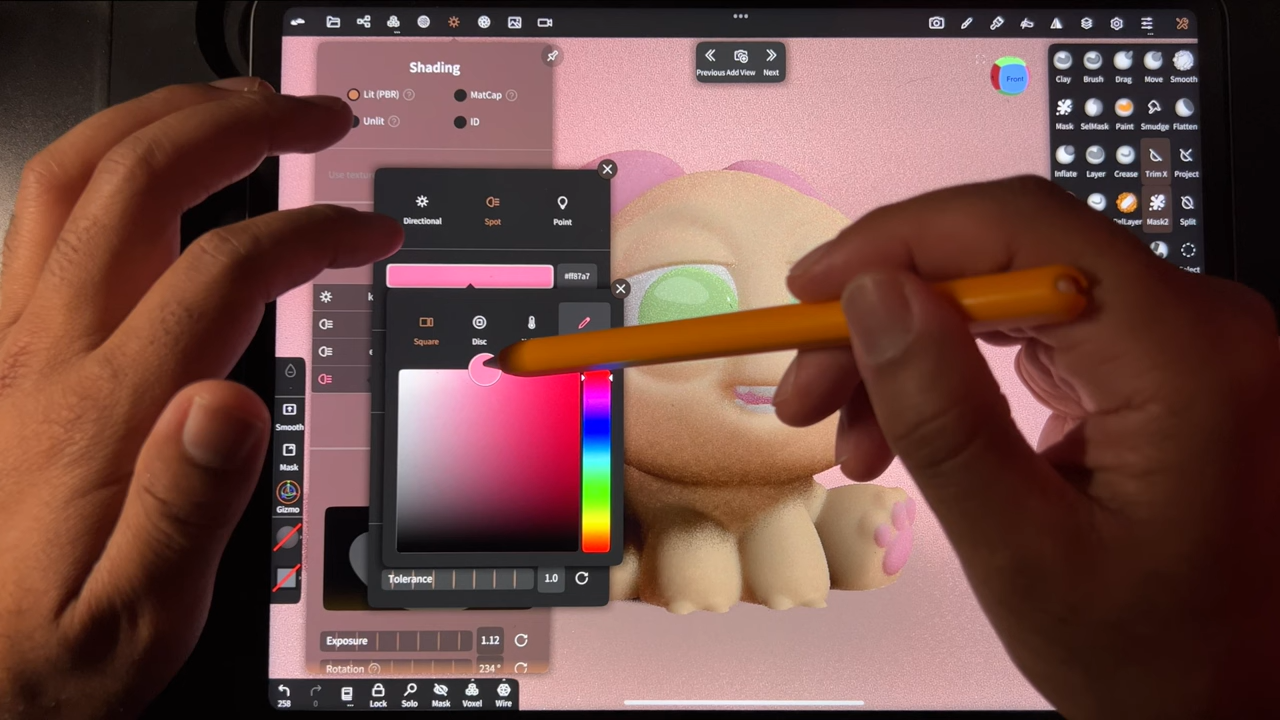 Shading
Lit (PBR) ?
MatCap ?
Unlit ?
ID
Directional
Spot
Point
#ff87a7
Square
Disc
Tolerance
1.0
Exposure
1.12
Rotation ?
234°
Smooth
Mask
Gizmo
258
0
Lock
Solo
Mask
Voxel
Wire
Previous
Add View
Next
Front
Clay
Brush
Drag
Move
Smooth
Mask
SelMask
Paint
Smudge
Flatten
Inflate
Layer
Crease
Trim X
Project
Mask2
Split